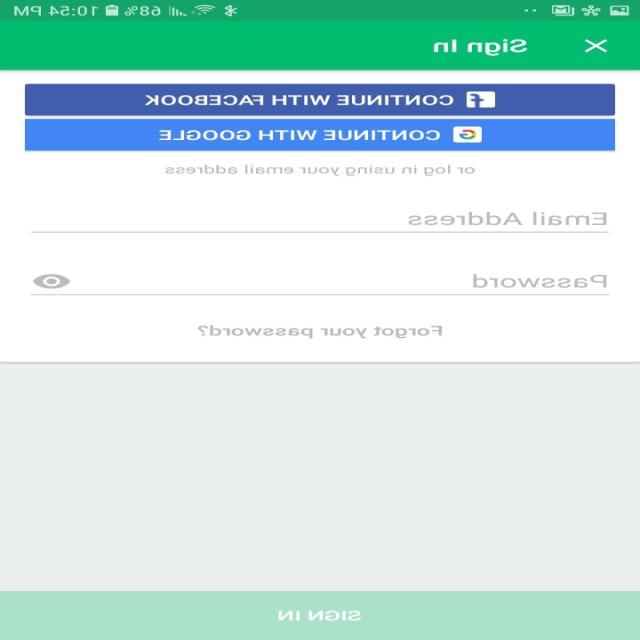 68% 10:54 PM
Sign In
CONTINUE WITH FACEBOOK
CONTINUE WITH GOOGLE
or log in using your email address
Email Address
Password
Forgot your password?
SIGN IN